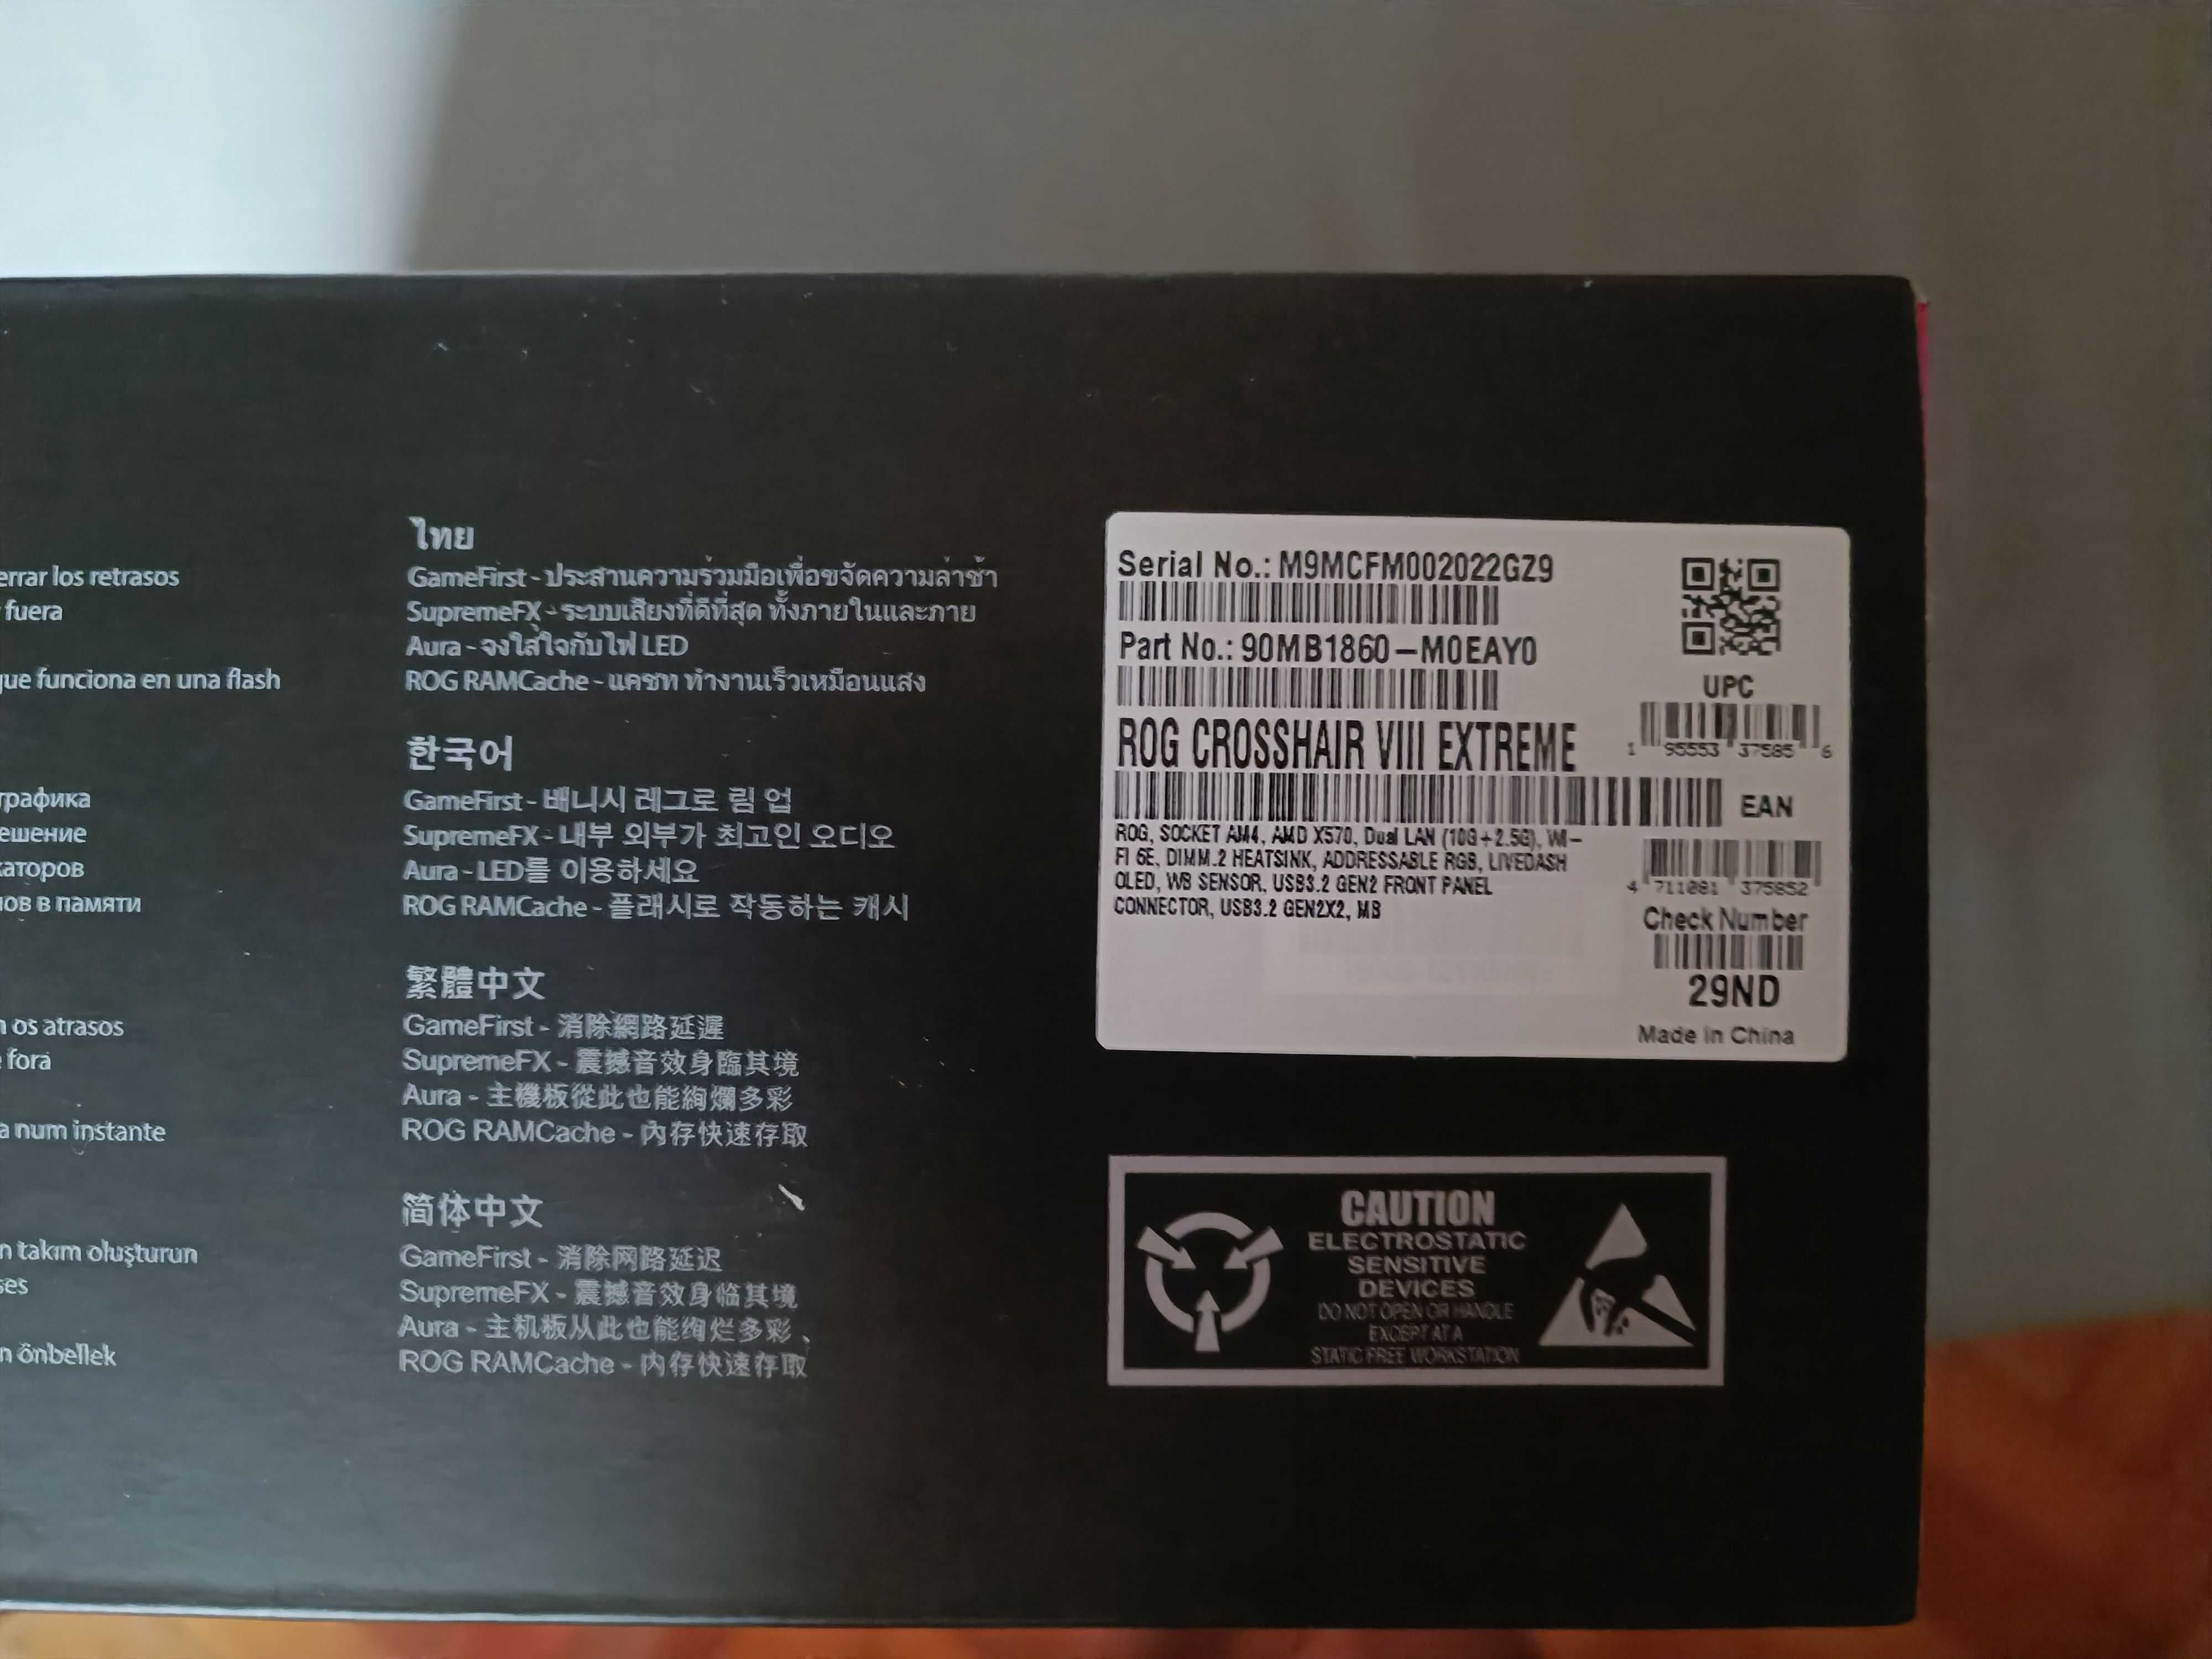 errar los retrasos
fuera
que funciona en una flash
графика
ешение
каторов
ов в памяти
os atrasos
fora
a num instante
n takım oluşturun
ses
n önbellek
ไทย
GameFirst - ประสานความร่วมมือเพื่อขจัดความล่าช้า
SupremeFX - ระบบเสียงที่ดีที่สุด ทั้งภายในและภาย
Aura - จงใส่ใจกับไฟ LED
ROG RAMCache - แคชท ทำงานเร็วเหมือนแสง
한국어
GameFirst - 배니시 레그로 림 업
SupremeFX - 내부 외부가 최고인 오디오
Aura - LED를 이용하세요
ROG RAMCache - 플래시로 작동하는 캐시
繁體中文
GameFirst - 消除網路延遲
SupremeFX - 震撼音效身臨其境
Aura - 主機板從此也能絢爛多彩
ROG RAMCache - 內存快速存取
简体中文
GameFirst - 消除网路延迟
SupremeFX - 震撼音效身临其境
Aura - 主机板从此也能绚烂多彩
ROG RAMCache - 内存快速存取
Serial No.: M9MCFM002022GZ9
Part No.: 90MB1860-M0EAY0
ROG CROSSHAIR VIII EXTREME
ROG, SOCKET AM4, AMD X570, Dual LAN (10G+2.5G), WI-
FI 6E, DIMM.2 HEATSINK, ADDRESSABLE RGB, LIVEDASH
OLED, WB SENSOR, USB3.2 GEN2 FRONT PANEL
CONNECTOR, USB3.2 GEN2X2, MB
UPC
1 95553 37585 6
EAN
4 711081 375852
Check Number
29ND
Made in China
CAUTION
ELECTROSTATIC
SENSITIVE
DEVICES
DO NOT OPEN OR HANDLE
EXCEPT AT A
STATIC FREE WORKSTATION